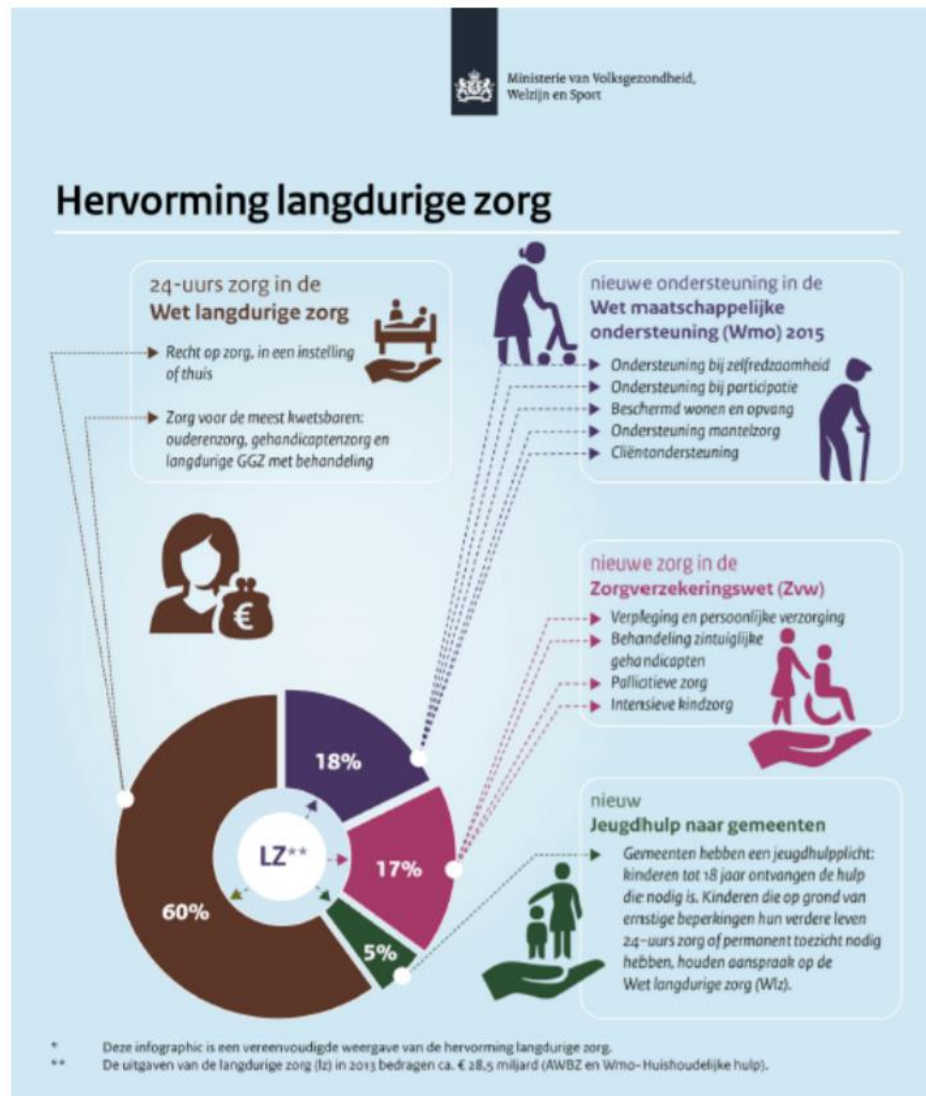 Ministerie van Volksgezondheid,
Welzijn en Sport
Hervorming langdurige zorg
24-uurs zorg in de
Wet langdurige zorg
Recht op zorg, in een instelling
of thuis
Zorg voor de meest kwetsbaren:
ouderenzorg, gehandicaptenzorg en
langdurige GGZ met behandeling
nieuwe ondersteuning in de
Wet maatschappelijke
ondersteuning (Wmo) 2015
Ondersteuning bij zelfredzaamheid
Ondersteuning bij participatie
Beschermd wonen en opvang
Ondersteuning mantelzorg
Cliëntondersteuning
€
nieuwe zorg in de
Zorgverzekeringswet (Zvw)
Verpleging en persoonlijke verzorging
Behandeling zintuiglijke
gehandicapten
Palliatieve zorg
Intensieve kindzorg
18%
LZ**
17%
60%
5%
nieuw
Jeugdhulp naar gemeenten
Gemeenten hebben een jeugdhulpplicht:
kinderen tot 18 jaar ontvangen de hulp
die nodig is. Kinderen die op grond van
ernstige beperkingen hun verdere leven
24-uurs zorg of permanent toezicht nodig
hebben, houden aanspraak op de
Wet langdurige zorg (Wlz).
* Deze infographic is een vereenvoudigde weergave van de hervorming langdurige zorg.
** De uitgaven van de langdurige zorg (lz) in 2013 bedragen ca. € 28,5 miljard (AWBZ en Wmo-Huishoudelijke hulp).